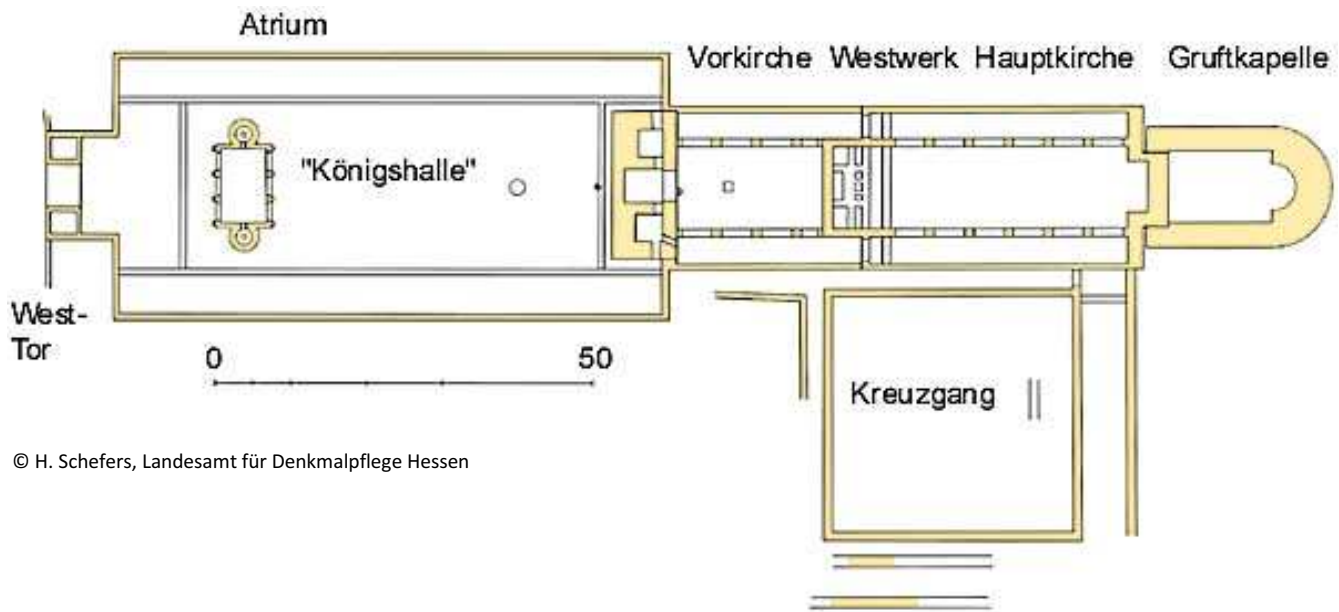 Atrium
Vorkirche Westwerk Hauptkirche Gruftkapelle
"Königshalle"
West-
Tor
0 50
Kreuzgang
© H. Schefers, Landesamt für Denkmalpflege Hessen